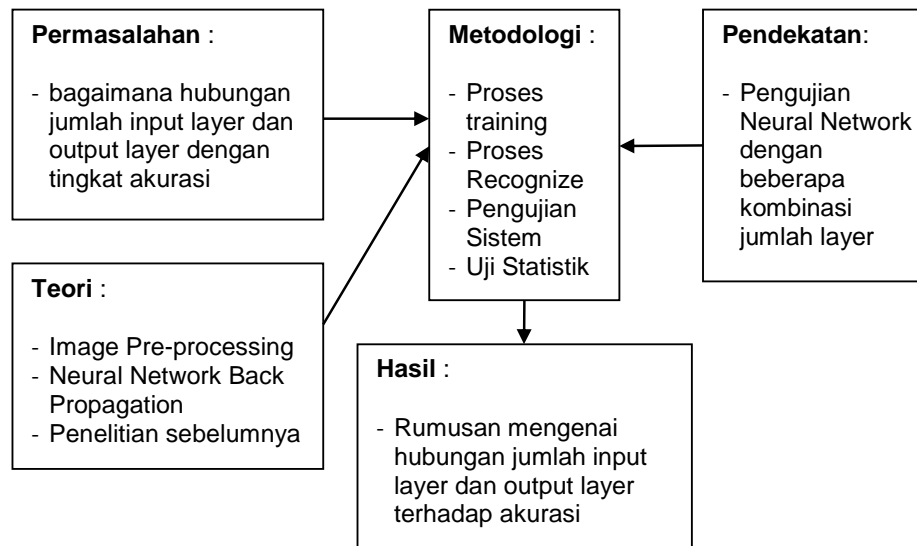 Permasalahan :
- bagaimana hubungan
jumlah input layer dan
output layer dengan
tingkat akurasi
Teori :
- Image Pre-processing
- Neural Network Back
Propagation
- Penelitian sebelumnya
Metodologi :
- Proses
training
- Proses
Recognize
- Pengujian
Sistem
- Uji Statistik
Pendekatan:
- Pengujian
Neural Network
dengan
beberapa
kombinasi
jumlah layer
Hasil :
- Rumusan mengenai
hubungan jumlah input
layer dan output layer
terhadap akurasi